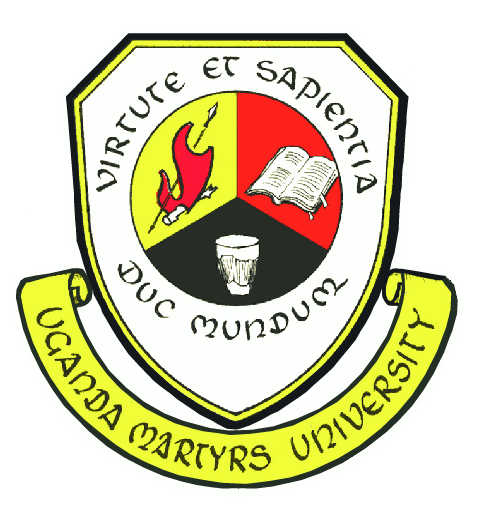 VIRTUTE ET SAPIENTIA
DUC MUNDUM
UGANDA MARTYRS UNIVERSITY